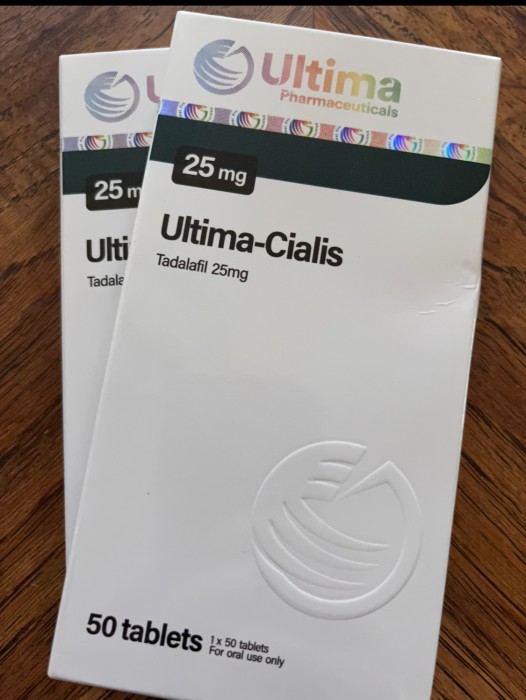 Ultima
Pharmaceuticals
25 mg
Ultima-Cialis
Tadalafil 25mg
50 tablets
1 x 50 tablets
For oral use only
U
25 m
Ulti
Tadala